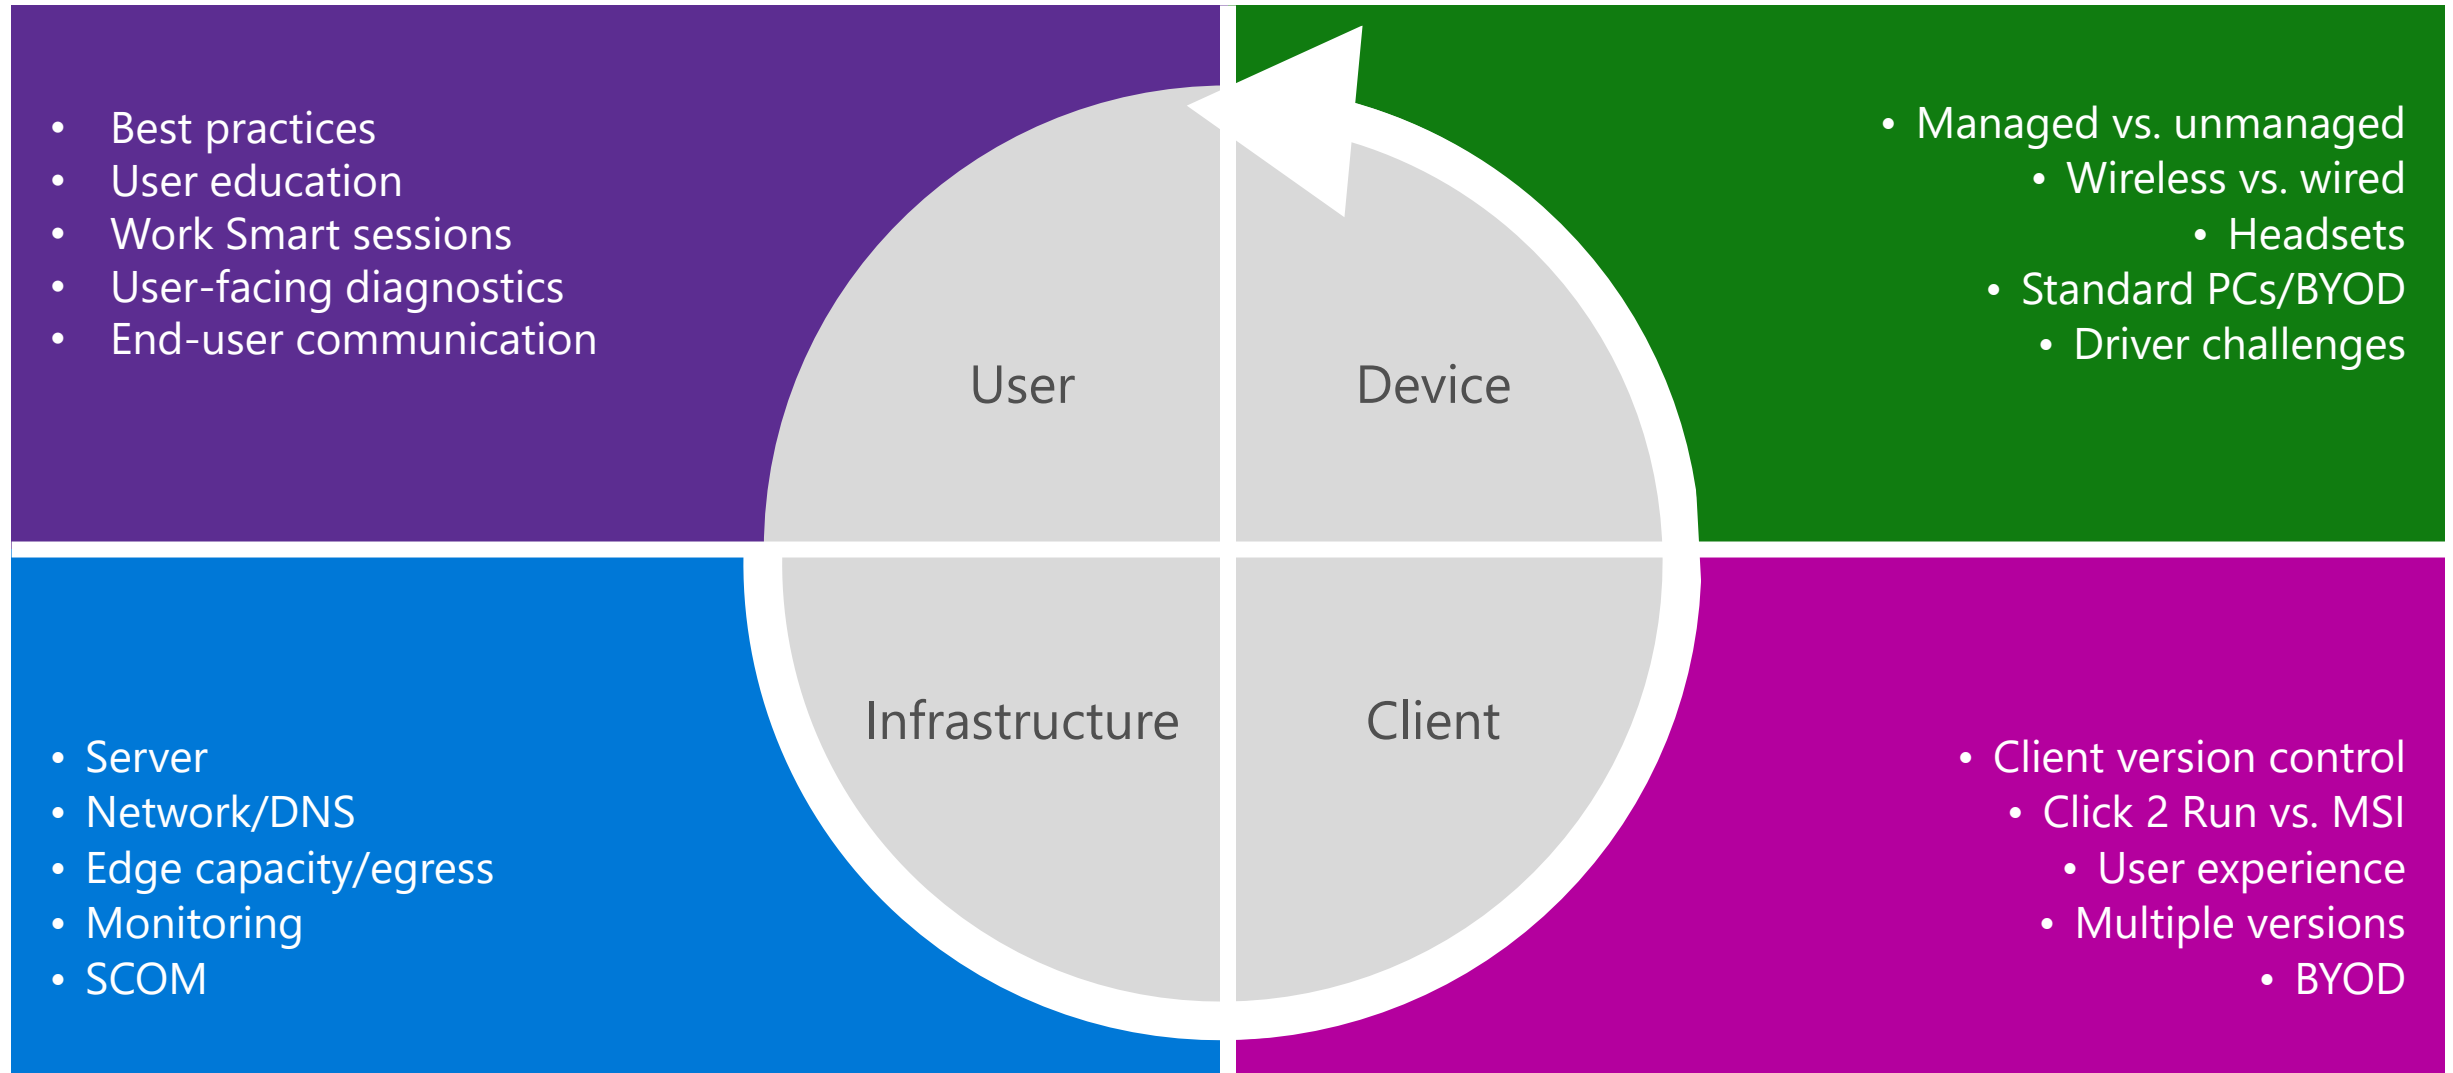 • Best practices
• User education
• Work Smart sessions
• User-facing diagnostics
• End-user communication
• Managed vs. unmanaged
• Wireless vs. wired
• Headsets
• Standard PCs/BYOD
• Driver challenges
User
Device
Infrastructure
Client
• Server
• Network/DNS
• Edge capacity/egress
• Monitoring
• SCOM
• Client version control
• Click 2 Run vs. MSI
• User experience
• Multiple versions
• BYOD